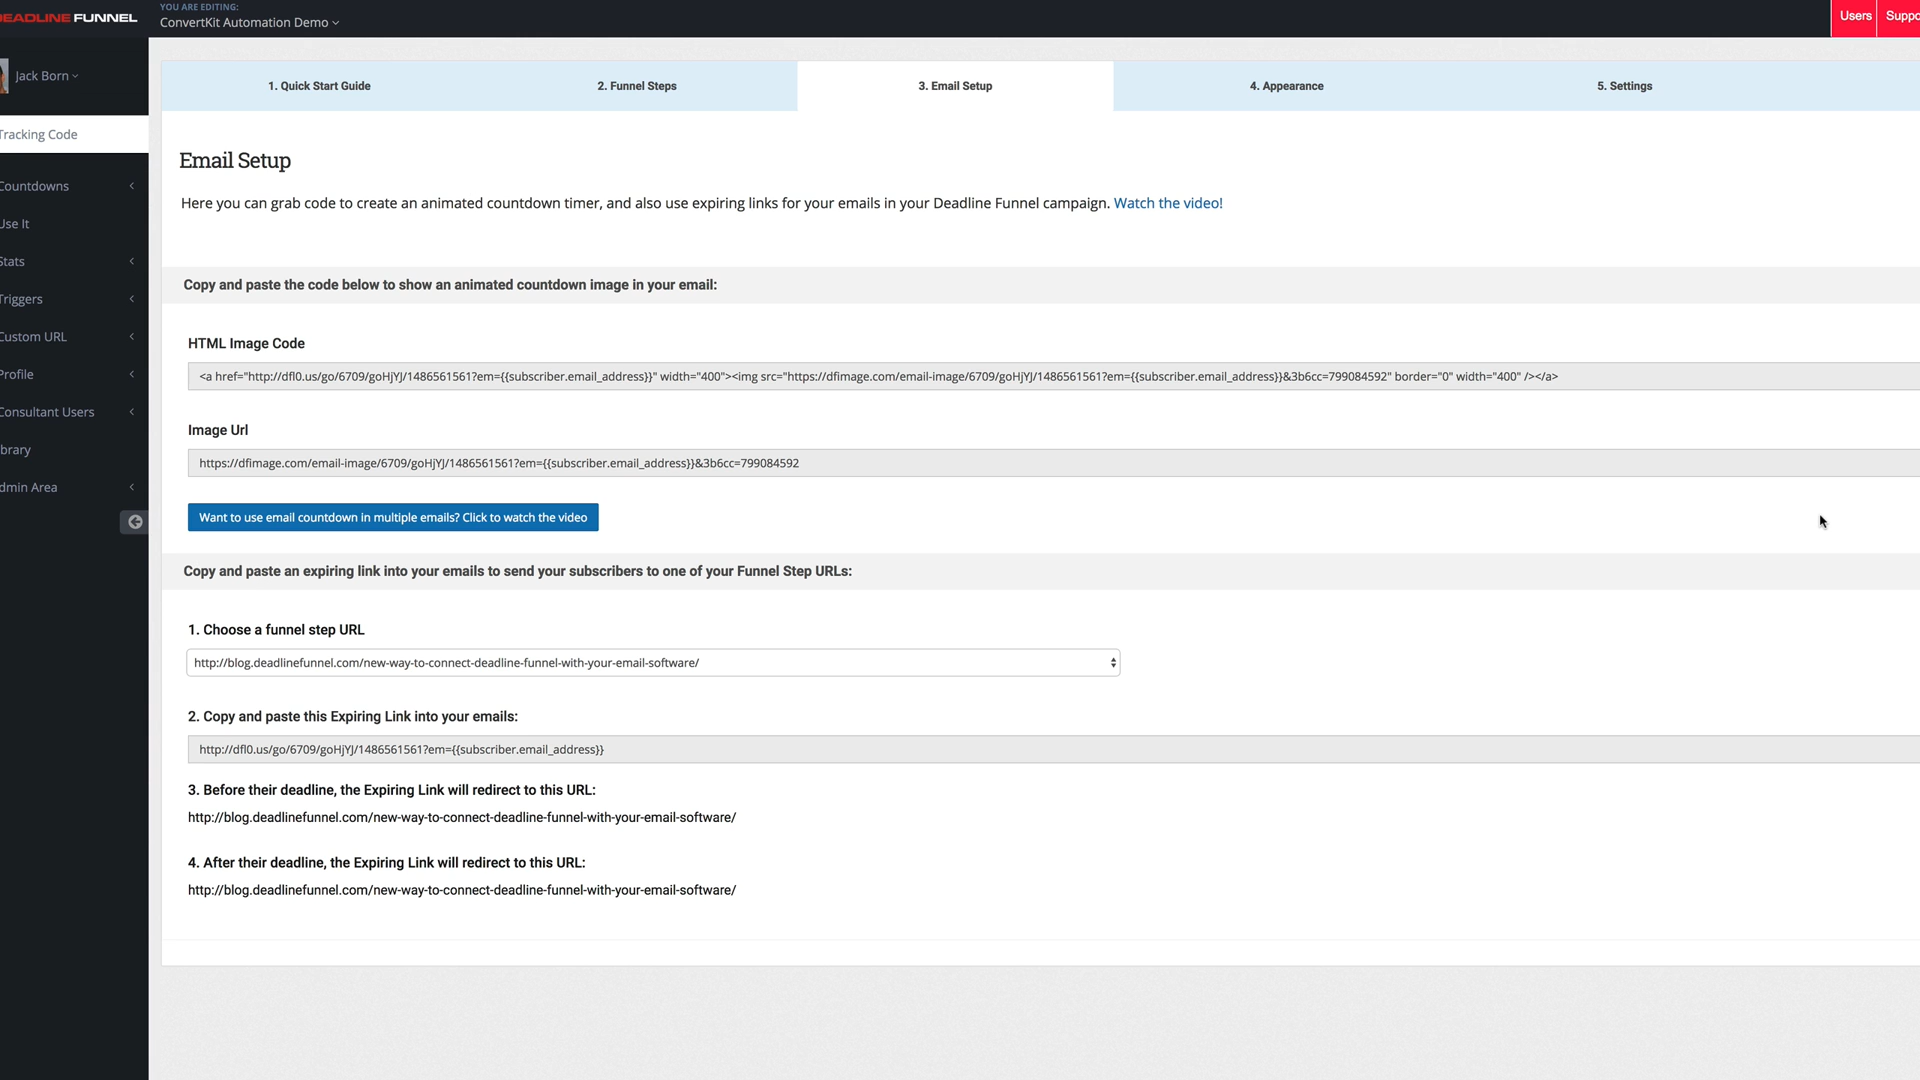 DEADLINE FUNNEL
YOU ARE EDITING:
ConvertKit Automation Demo
Users
Suppo
Jack Born
Tracking Code
Countdowns
Use It
Stats
Triggers
Custom URL
Profile
Consultant Users
ibrary
dmin Area
1. Quick Start Guide
2. Funnel Steps
3. Email Setup
4. Appearance
5. Settings
Email Setup
Here you can grab code to create an animated countdown timer, and also use expiring links for your emails in your Deadline Funnel campaign. Watch the video!
Copy and paste the code below to show an animated countdown image in your email:
HTML Image Code
<a href="http://dfl0.us/go/6709/goHjYJ/1486561561?em={{subscriber.email_address}}" width="400"><img src="https://dfimage.com/email-image/6709/goHjYJ/1486561561?em={{subscriber.email_address}}&3b6cc=799084592" border="0" width="400" /></a>
Image Url
https://dfimage.com/email-image/6709/goHjYJ/1486561561?em={{subscriber.email_address}}&3b6cc=799084592
Want to use email countdown in multiple emails? Click to watch the video
Copy and paste an expiring link into your emails to send your subscribers to one of your Funnel Step URLs:
1. Choose a funnel step URL
http://blog.deadlinefunnel.com/new-way-to-connect-deadline-funnel-with-your-email-software/
2. Copy and paste this Expiring Link into your emails:
http://dfl0.us/go/6709/goHjYJ/1486561561?em={{subscriber.email_address}}
3. Before their deadline, the Expiring Link will redirect to this URL:
http://blog.deadlinefunnel.com/new-way-to-connect-deadline-funnel-with-your-email-software/
4. After their deadline, the Expiring Link will redirect to this URL:
http://blog.deadlinefunnel.com/new-way-to-connect-deadline-funnel-with-your-email-software/